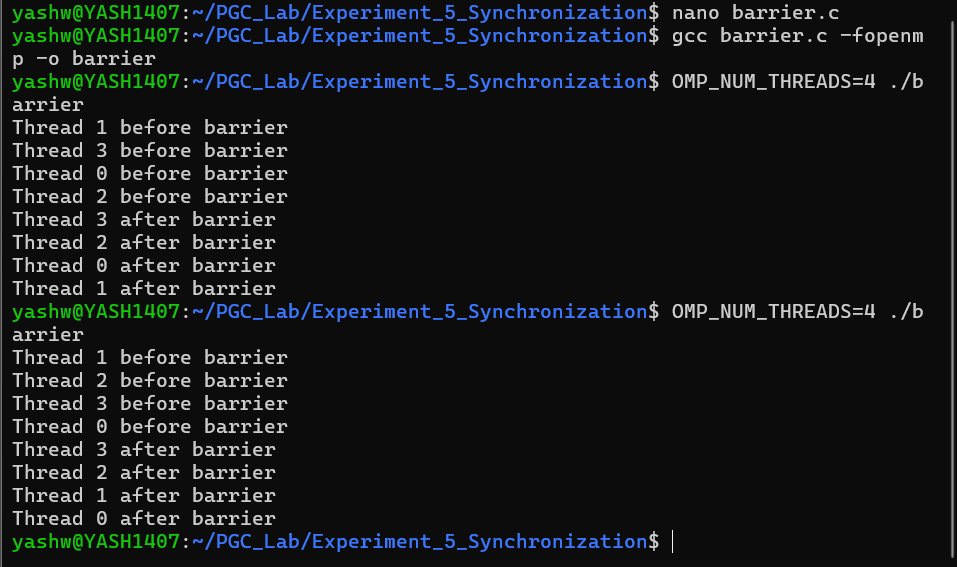 yashw@YASH1407:~/PGC_Lab/Experiment_5_Synchronization$ nano barrier.c
yashw@YASH1407:~/PGC_Lab/Experiment_5_Synchronization$ gcc barrier.c -fopenm
p -o barrier
yashw@YASH1407:~/PGC_Lab/Experiment_5_Synchronization$ OMP_NUM_THREADS=4 ./b
arrier
Thread 1 before barrier
Thread 3 before barrier
Thread 0 before barrier
Thread 2 before barrier
Thread 3 after barrier
Thread 2 after barrier
Thread 0 after barrier
Thread 1 after barrier
yashw@YASH1407:~/PGC_Lab/Experiment_5_Synchronization$ OMP_NUM_THREADS=4 ./b
arrier
Thread 1 before barrier
Thread 2 before barrier
Thread 3 before barrier
Thread 0 before barrier
Thread 3 after barrier
Thread 2 after barrier
Thread 1 after barrier
Thread 0 after barrier
yashw@YASH1407:~/PGC_Lab/Experiment_5_Synchronization$